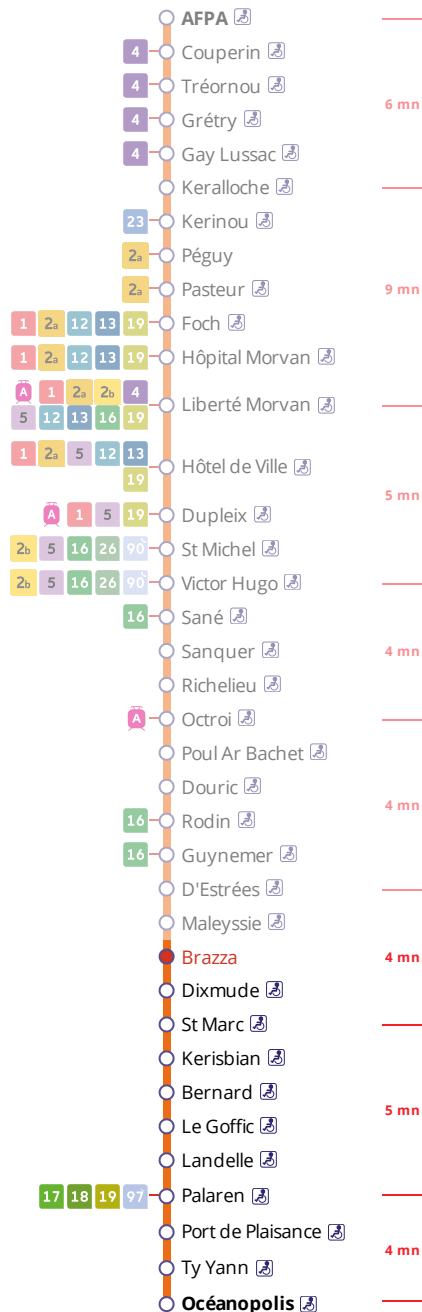 AFPA
4 Couperin
4 Tréornou
6 mn
4 Grétry
4 Gay Lussac
Keralloche
23 Kerinou
2a Péguy
2a Pasteur 9 mn
1 2a 12 13 19 Foch
1 2a 12 13 19 Hôpital Morvan
A 1 2a 2b 4
Liberté Morvan
5 12 13 16 19
1 2a 5 12 13
Hôtel de Ville
19
5 mn
A 1 5 19 Dupleix
2b 5 16 26 90 St Michel
2b 5 16 26 90 Victor Hugo
16 Sané
Sanquer 4 mn
Richelieu
A Octroi
Poul Ar Bachet
Douric
4 mn
16 Rodin
16 Guynemer
D'Estrées
Maleyssie
Brazza 4 mn
Dixmude
St Marc
Kerisbian
Bernard
5 mn
Le Goffic
Landelle
17 18 19 97 Palaren
Port de Plaisance
4 mn
Ty Yann
Océanopolis